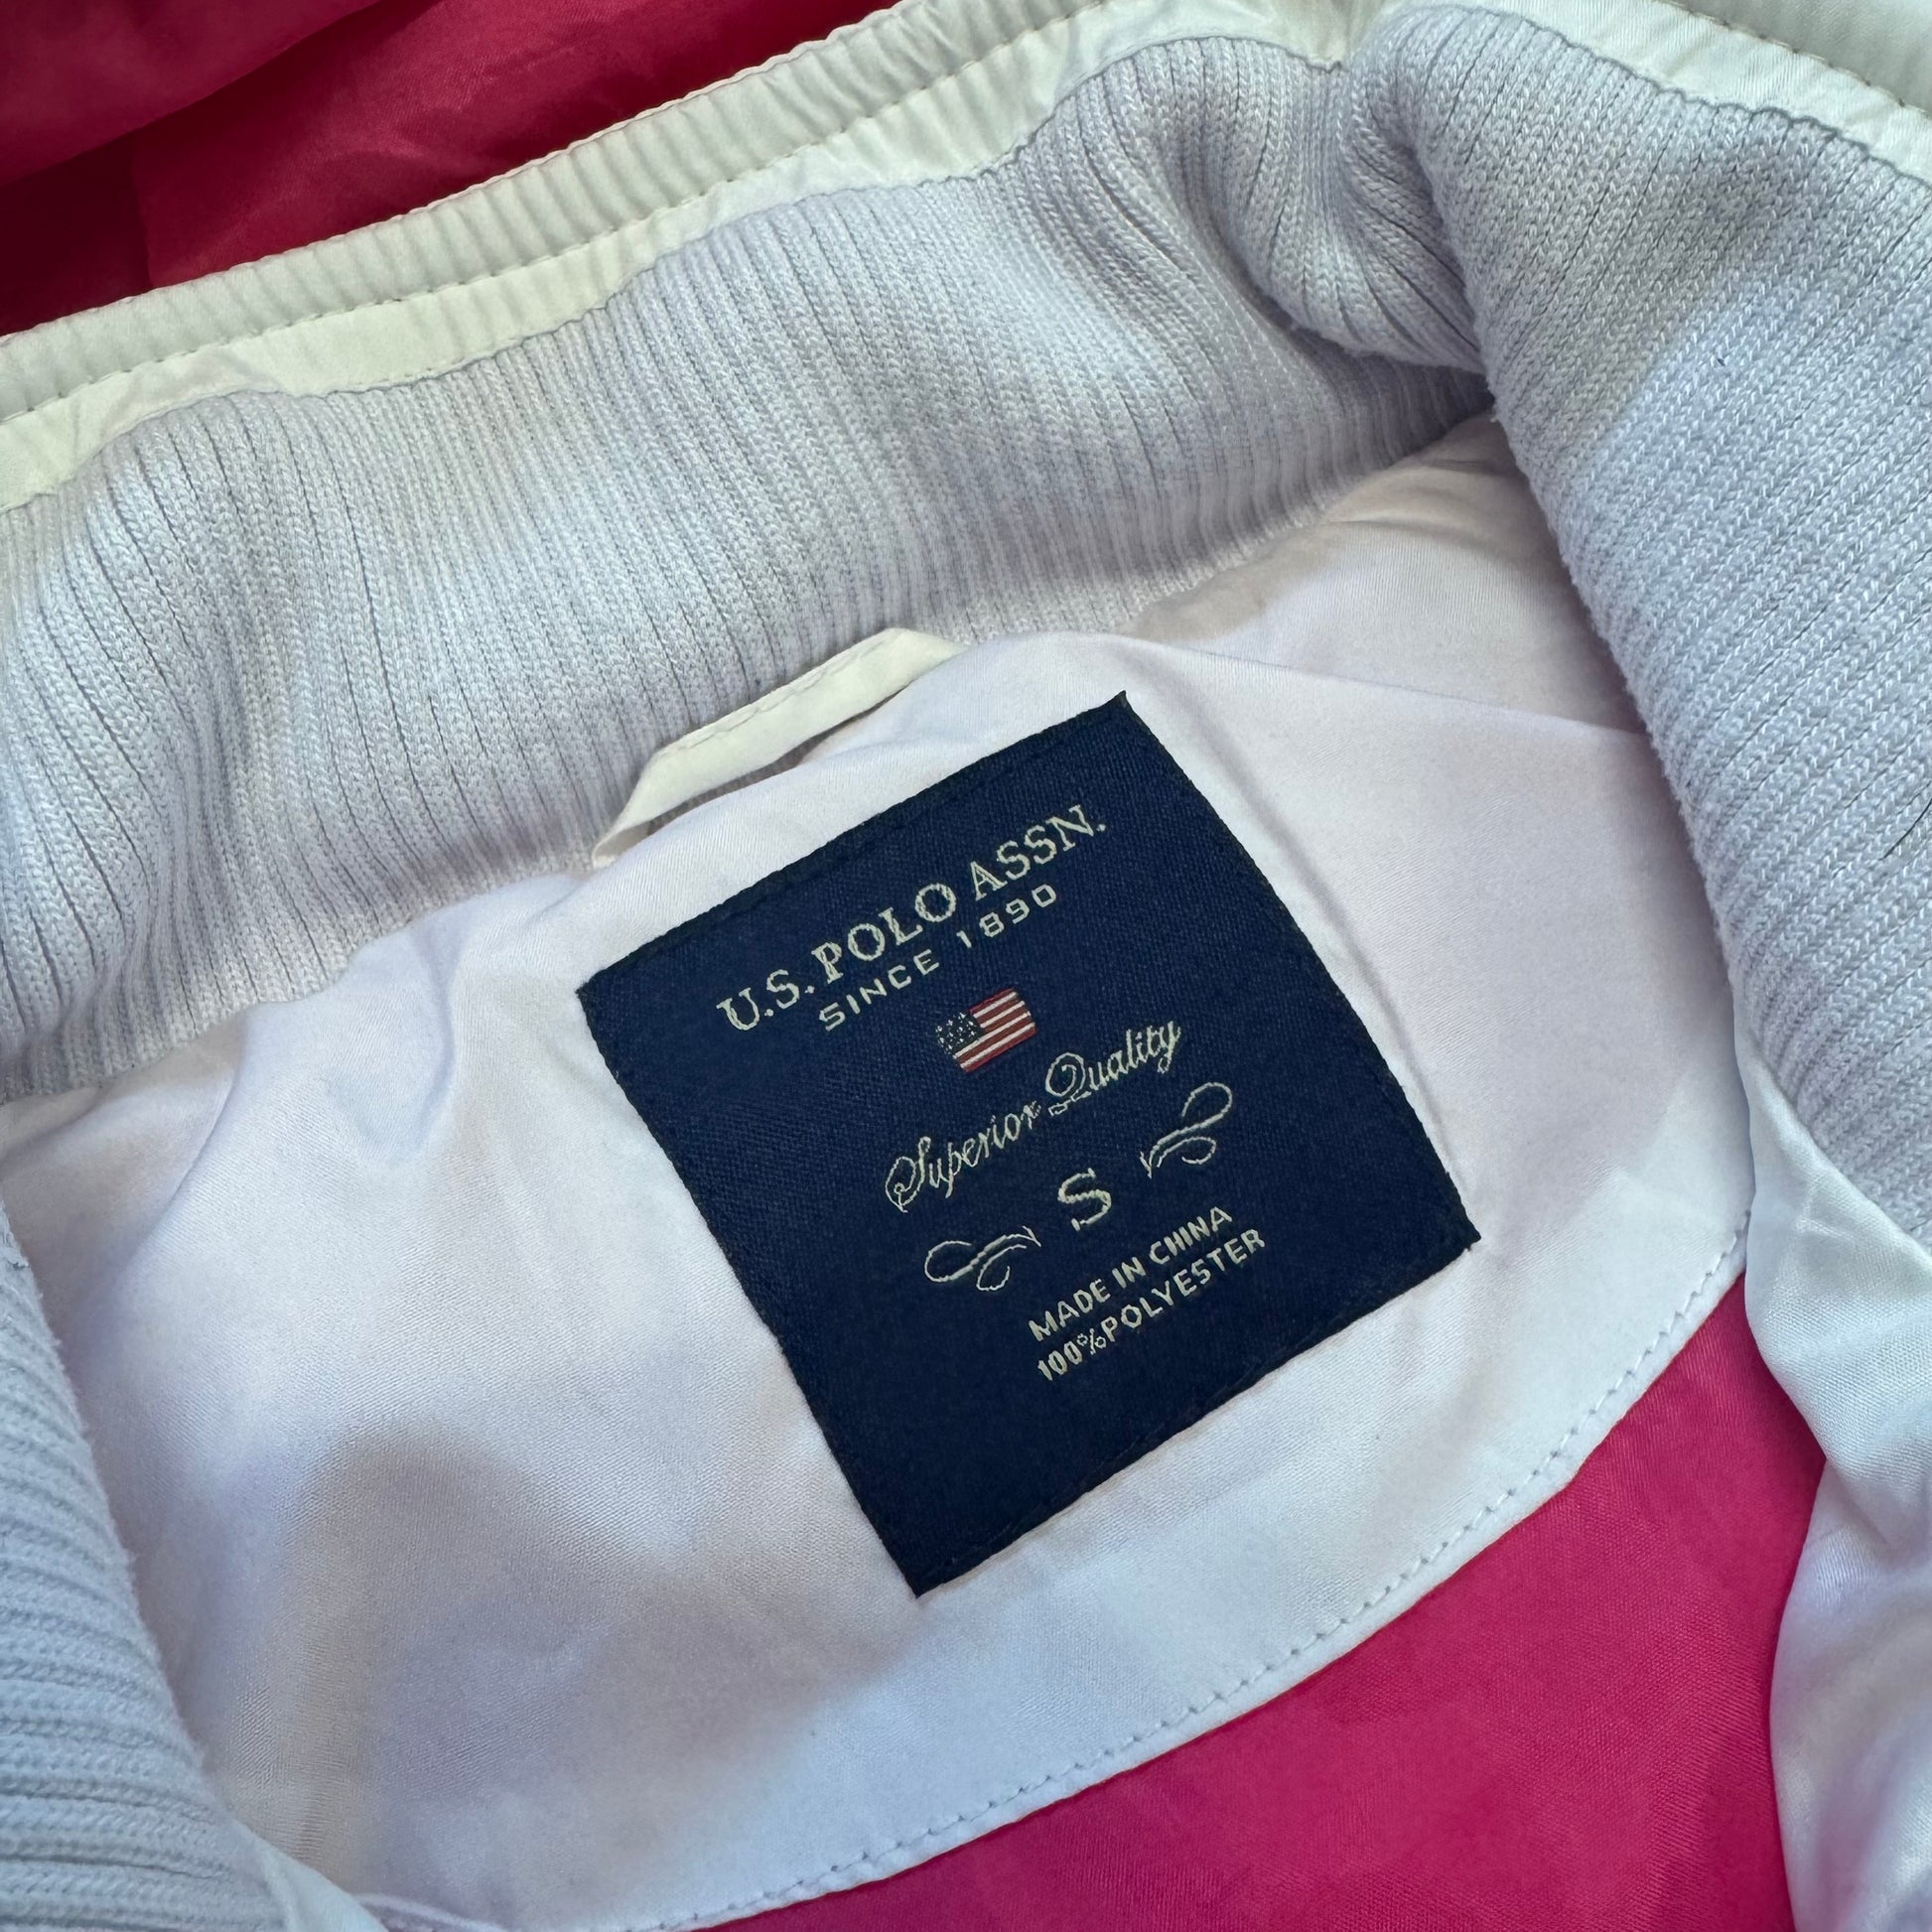 U.S. POLO ASSN.
SINCE 1890
Superior Quality
S
MADE IN CHINA
100%POLYESTER